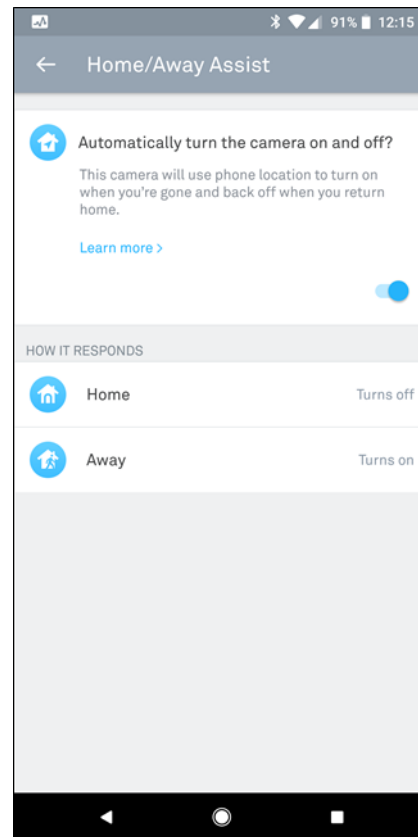 91% 12:15
Home/Away Assist
Automatically turn the camera on and off?
This camera will use phone location to turn on
when you're gone and back off when you return
home.
Learn more >
HOW IT RESPONDS
Home Turns off
Away Turns on